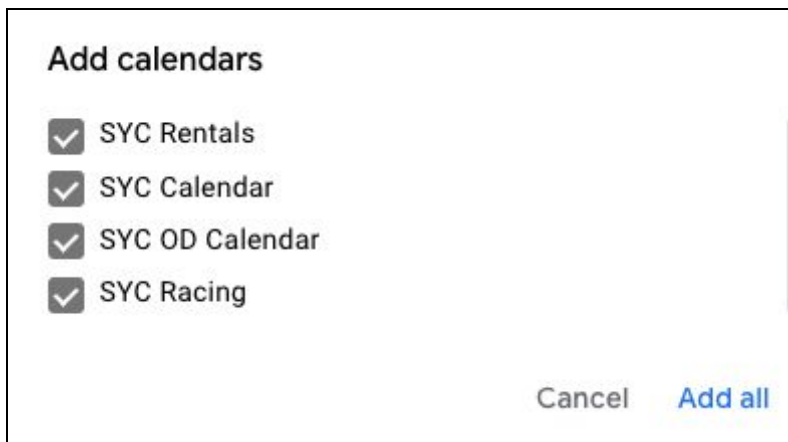 Add calendars
SYC Rentals
SYC Calendar
SYC OD Calendar
SYC Racing
Cancel Add all